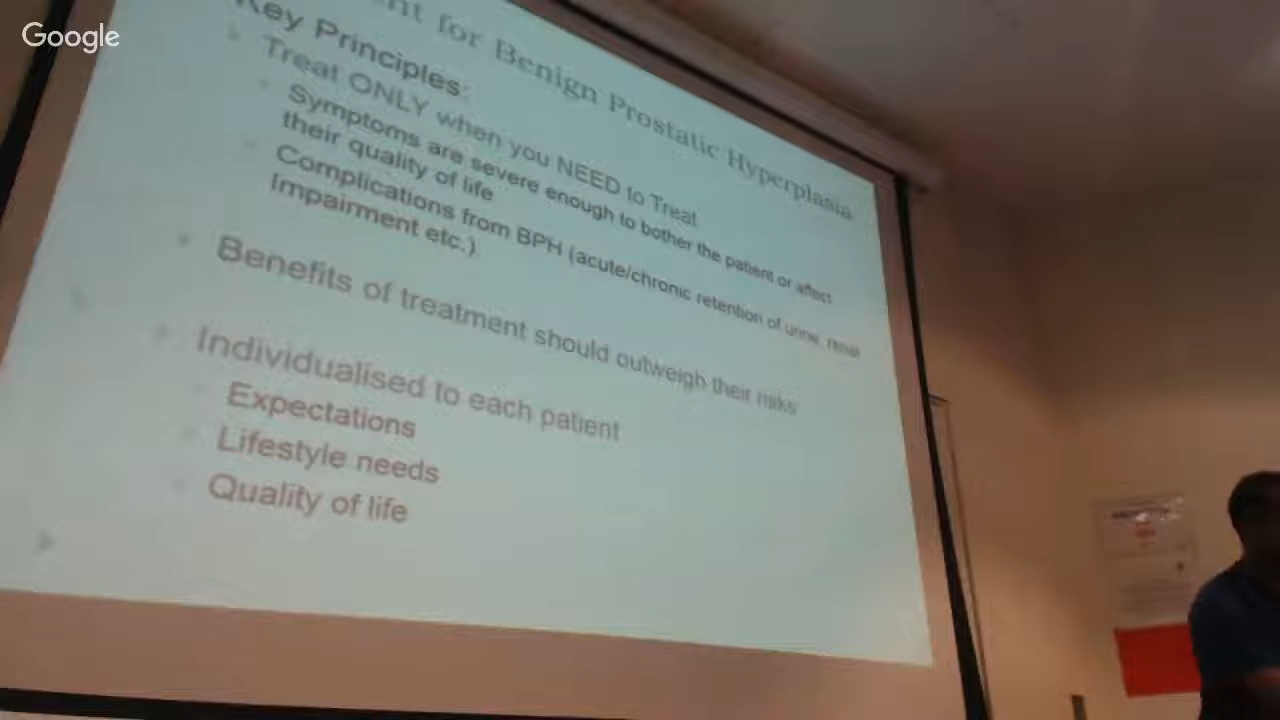 Google
for Benign Prostatic Hyperplasia
Key Principles:
Treat ONLY when you NEED to Treat
Symptoms are severe enough to bother the patient or affect
their quality of life
Complications from BPH (acute/chronic retention of urine, renal
Impairment etc.)
Benefits of treatment should outweigh their risks
Individualised to each patient
Expectations
Lifestyle needs
Quality of life